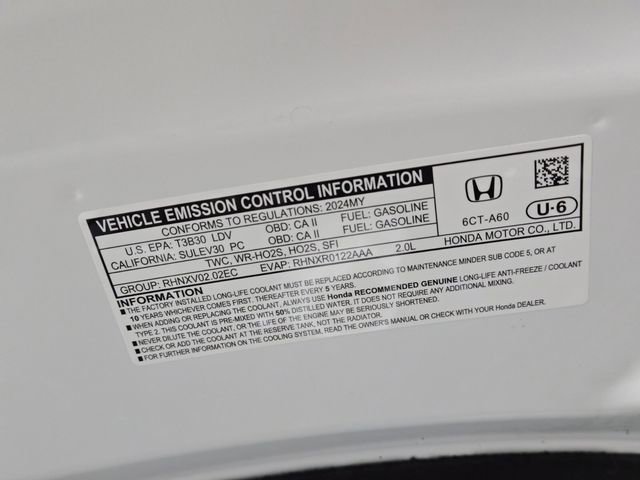 VEHICLE EMISSION CONTROL INFORMATION
CONFORMS TO REGULATIONS: 2024MY
U.S. EPA: T3B30 LDV OBD: CA II FUEL: GASOLINE
CALIFORNIA: SULEV30 PC OBD: CA II FUEL: GASOLINE
TWC, WR-HO2S, HO2S, SFI
GROUP: RHNXV02.02EC EVAP: RHNXR0122AAA 2.0L
6CT-A60
U-6
HONDA MOTOR CO., LTD.
INFORMATION
■ THE FACTORY INSTALLED LONG-LIFE COOLANT MUST BE REPLACED ACCORDING TO MAINTENANCE MINDER SUB CODE 5, OR AT
10 YEARS WHICHEVER COMES FIRST. THEREAFTER EVERY 5 YEARS.
■ WHEN ADDING OR REPLACING THE COOLANT, ALWAYS USE Honda RECOMMENDED GENUINE LONG-LIFE ANTI-FREEZE / COOLANT
TYPE 2. THIS COOLANT IS PRE-MIXED WITH 50% DISTILLED WATER AND DOES NOT REQUIRE ANY ADDITIONAL MIXING.
■ NEVER DILUTE THE COOLANT, OR THE LIFE OF THE ENGINE MAY BE SERIOUSLY IMPACTED.
■ CHECK OR ADD THE COOLANT AT THE RESERVE TANK, NOT THE RADIATOR.
■ FOR FURTHER INFORMATION ON THE COOLING SYSTEM. READ THE OWNER'S MANUAL OR CHECK WITH YOUR Honda DEALER.